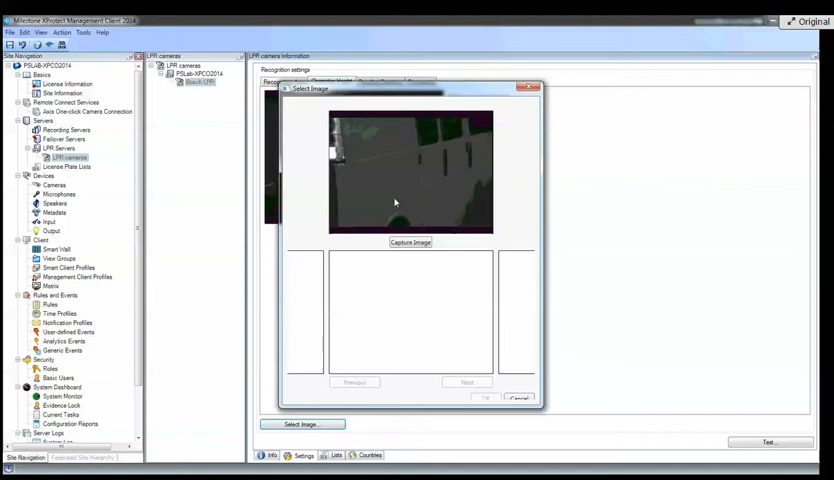 Milestone XProtect Management Client 2014
Original
File Edit View Action Tools Help
Site Navigation
LPR cameras
LPR camera Information
PSLAB-XPCO2014
Basics
License Information
Site Information
Remote Connect Services
Axis One-click Camera Connection
Servers
Recording Servers
Failover Servers
LPR Servers
LPR cameras
License Plate Lists
Devices
Cameras
Microphones
Speakers
Metadata
Input
Output
Client
Smart Wall
View Groups
Smart Client Profiles
Management Client Profiles
Matrix
Rules and Events
Rules
Time Profiles
Notification Profiles
User-defined Events
Analytics Events
Generic Events
Security
Roles
Basic Users
System Dashboard
System Monitor
Evidence Lock
Current Tasks
Configuration Reports
Server Logs
Site Navigation
Federated Site Hierarchy
LPR cameras
PSLab-XPCO2014
Bosch LPR
Recognition settings
Select Image
Capture Image
Previous
Next
Cancel
Select Image...
Test...
Info Settings Lists Countries